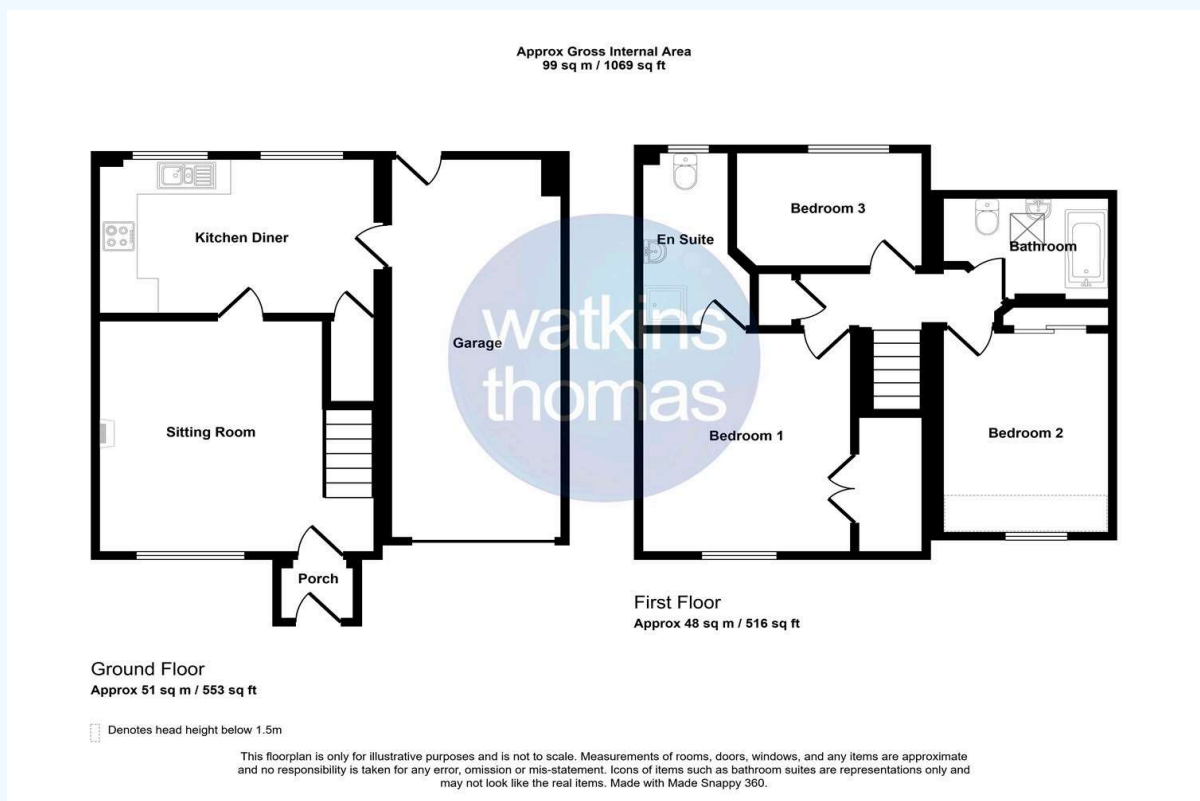 Approx Gross Internal Area
99 sq m / 1069 sq ft
Kitchen Diner
Garage
Sitting Room
Porch
En Suite
Bedroom 3
Bathroom
Bedroom 1
Bedroom 2
watkins
thomas
Ground Floor
Approx 51 sq m / 553 sq ft
First Floor
Approx 48 sq m / 516 sq ft
Denotes head height below 1.5m
This floorplan is only for illustrative purposes and is not to scale. Measurements of rooms, doors, windows, and any items are approximate
and no responsibility is taken for any error, omission or mis-statement. Icons of items such as bathroom suites are representations only and
may not look like the real items. Made with Made Snappy 360.